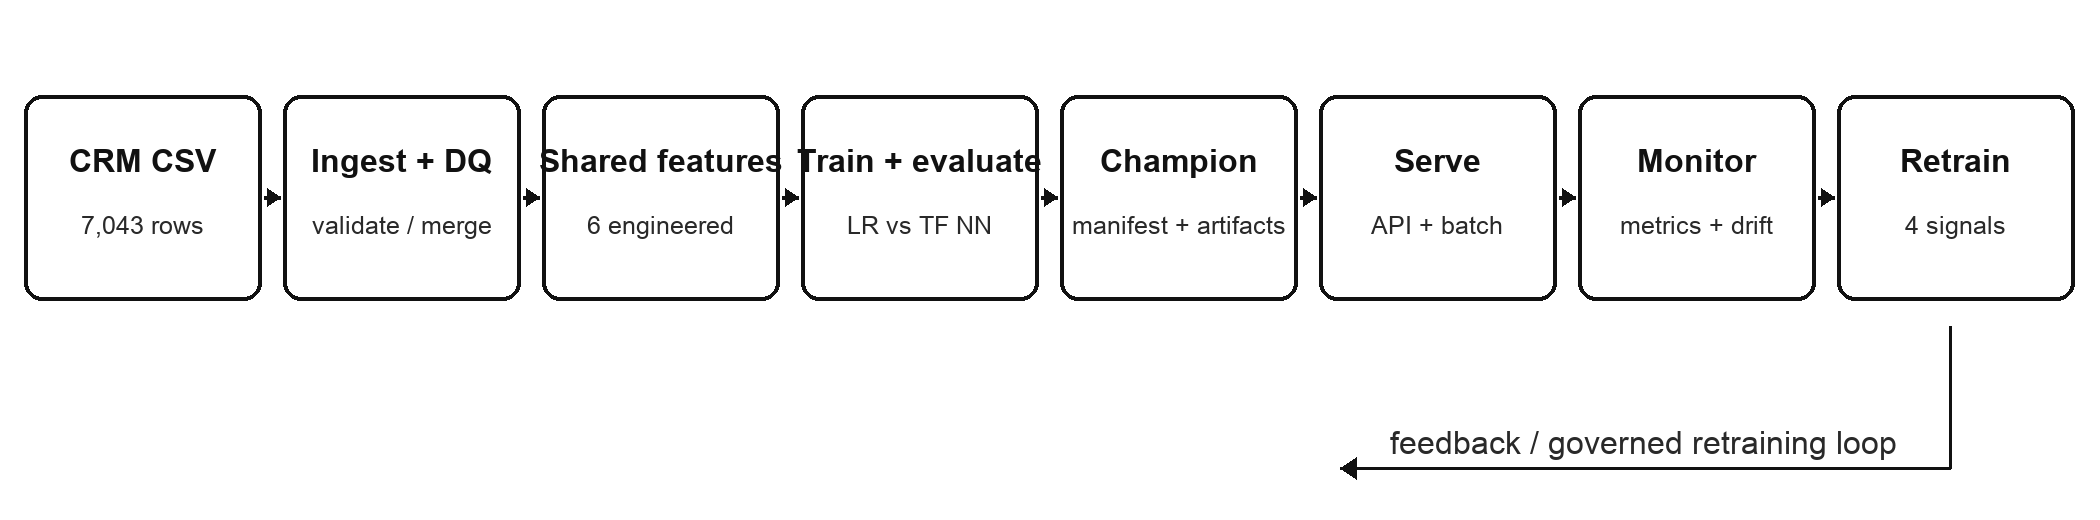 CRM CSV
7,043 rows
Ingest + DQ
validate / merge
Shared features
6 engineered
Train + evaluate
LR vs TF NN
Champion
manifest + artifacts
Serve
API + batch
Monitor
metrics + drift
Retrain
4 signals
feedback / governed retraining loop